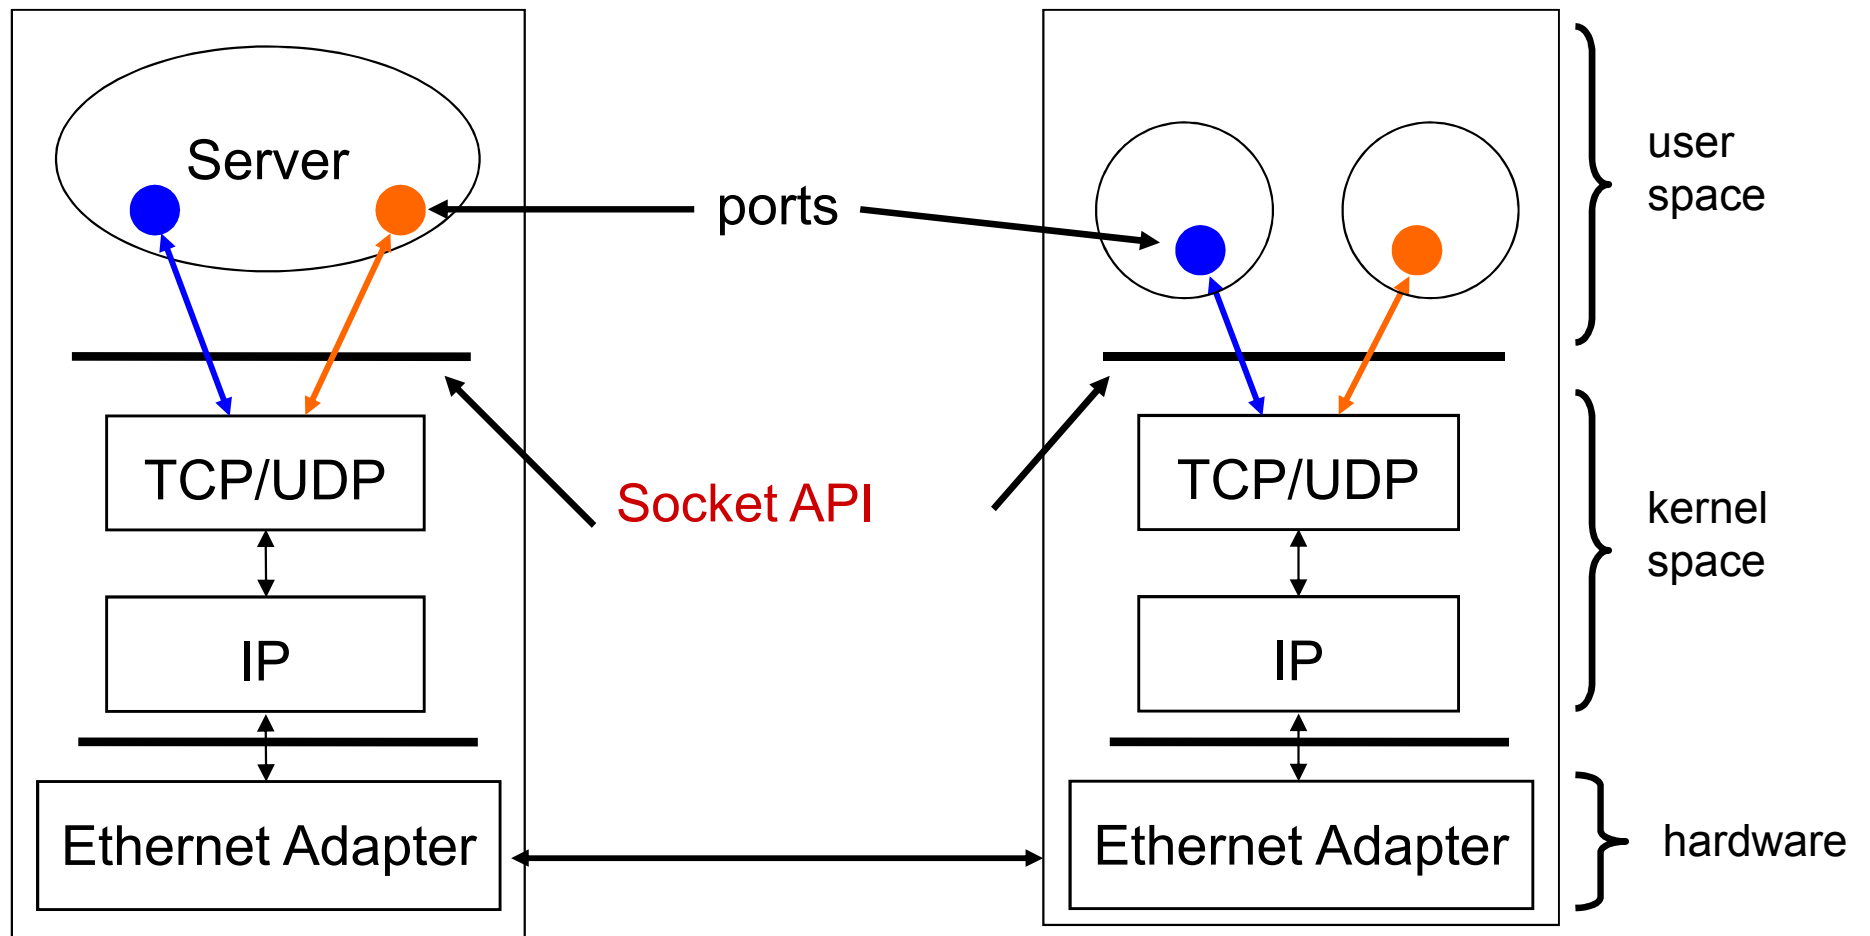 Server
ports
user
space
TCP/UDP
Socket API
TCP/UDP
kernel
space
IP
IP
Ethernet Adapter
Ethernet Adapter
hardware